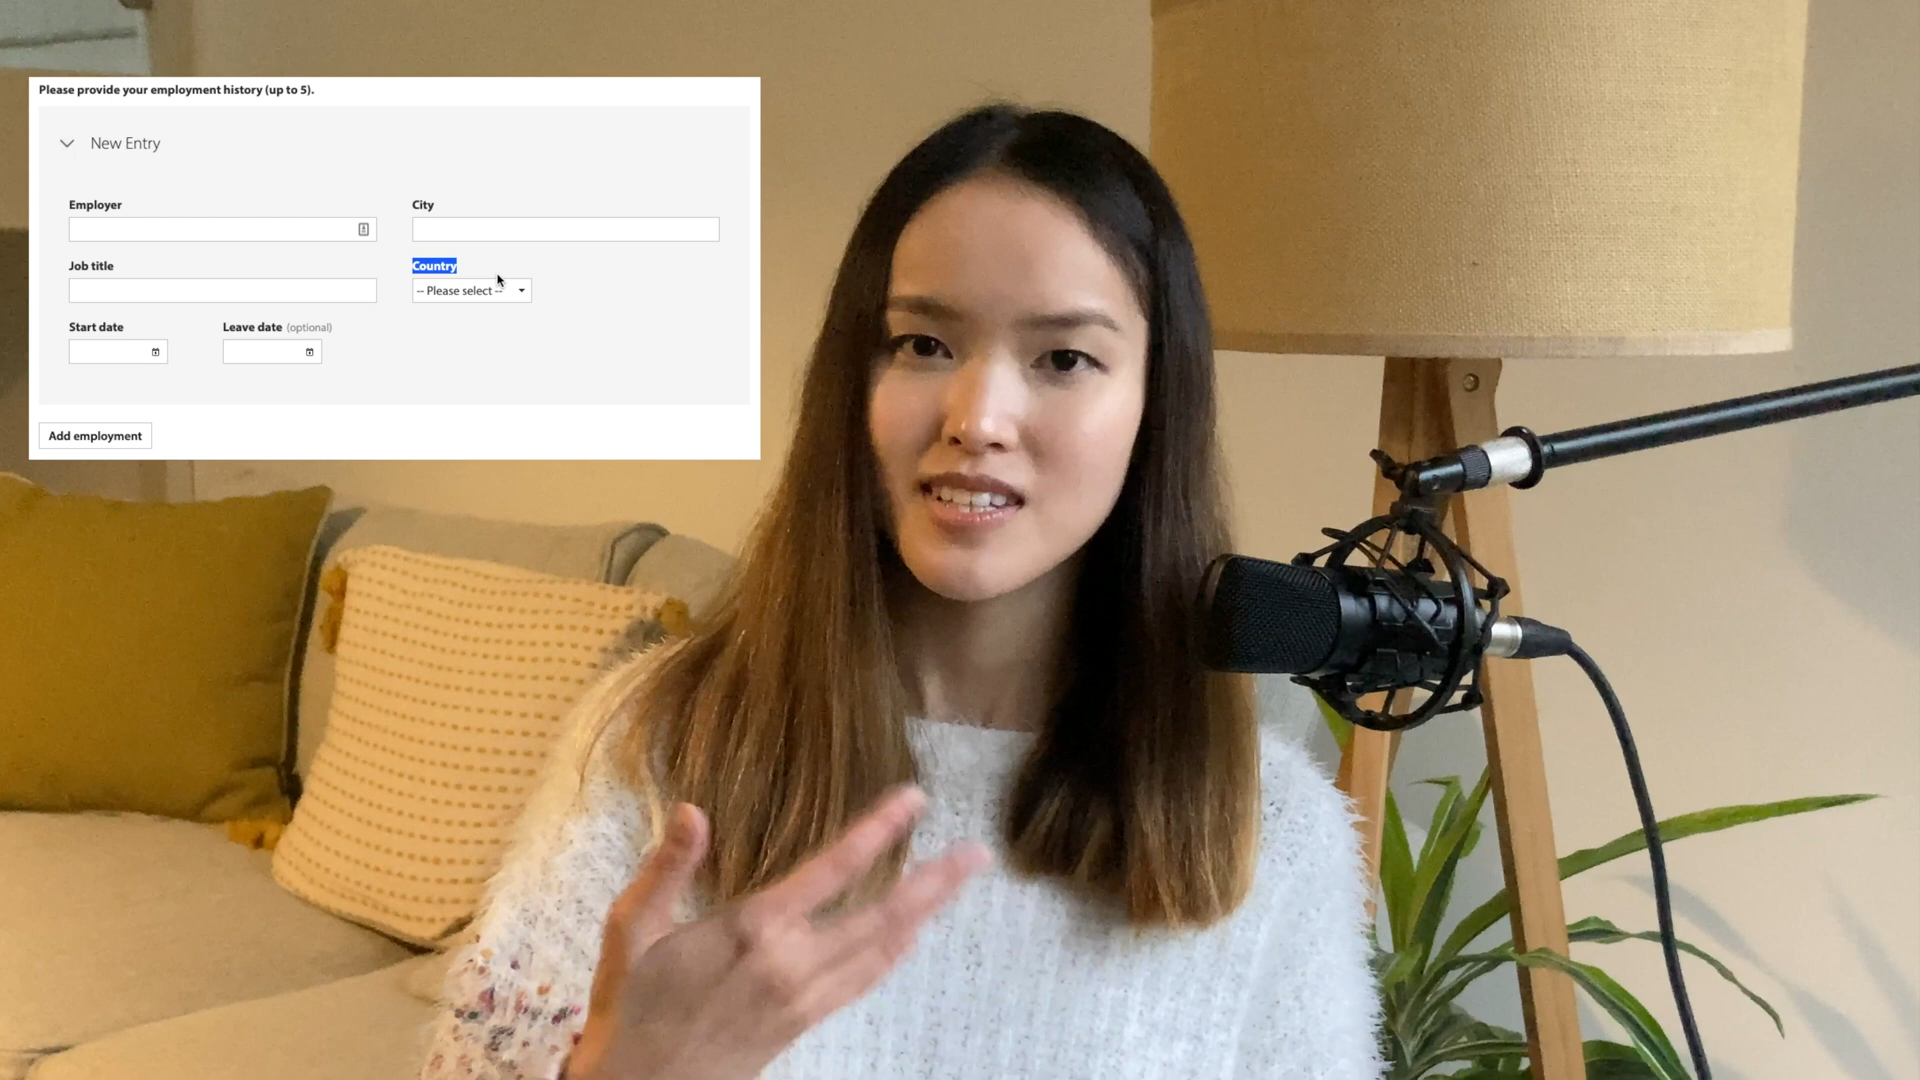 Please provide your employment history (up to 5).
New Entry
Employer
City
Job title
Country
-- Please select --
Start date
Leave date (optional)
Add employment